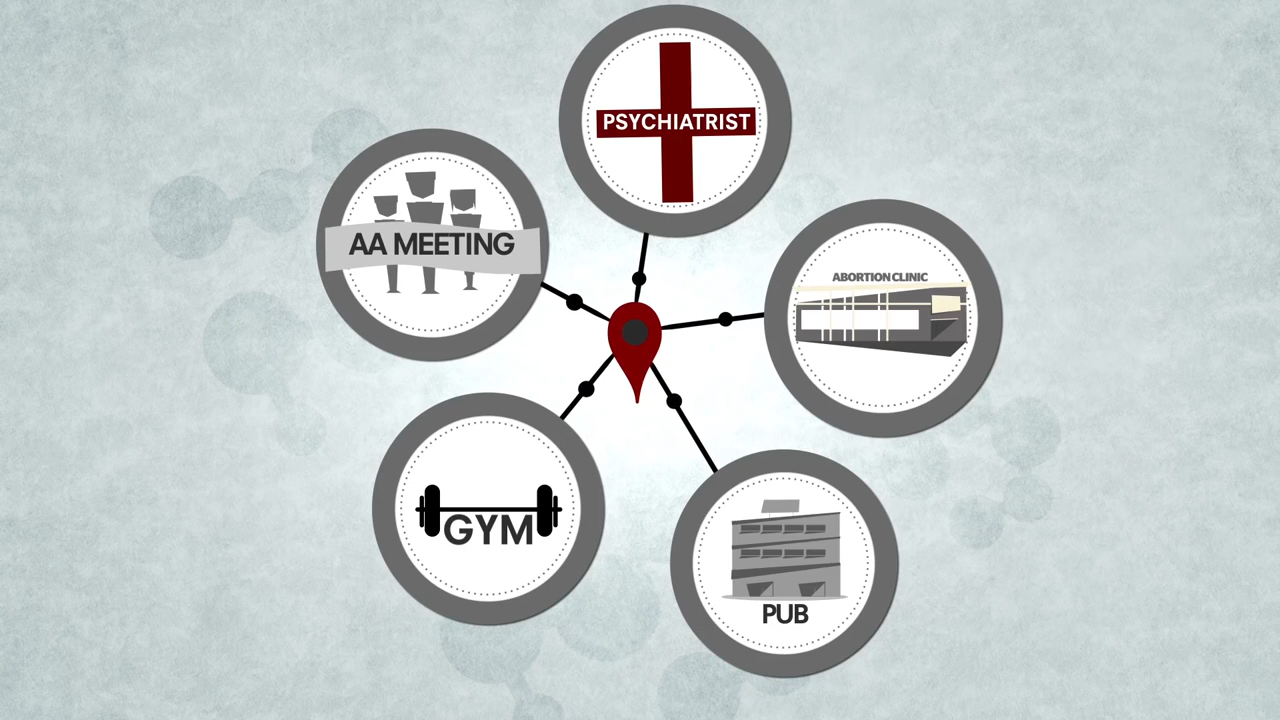 PSYCHIATRIST
AA MEETING
ABORTION CLINIC
GYM
PUB